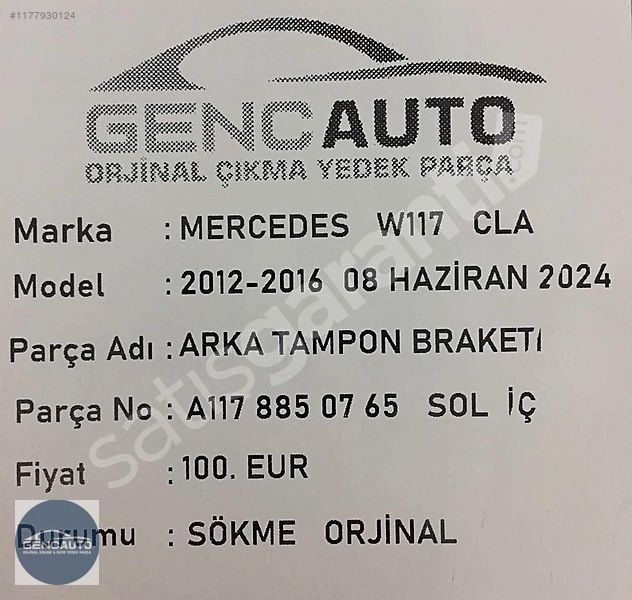 #1177930124
GENCAUTO
ORJİNAL ÇIKMA YEDEK PARÇA
Marka : MERCEDES W117 CLA
Model : 2012-2016 08 HAZİRAN 2024
Parça Adı : ARKA TAMPON BRAKETİ
Parça No : A117 885 07 65 SOL İÇ
Fiyat : 100. EUR
Durumu : SÖKME ORJİNAL
satisgaranti.com
GENCAUTO